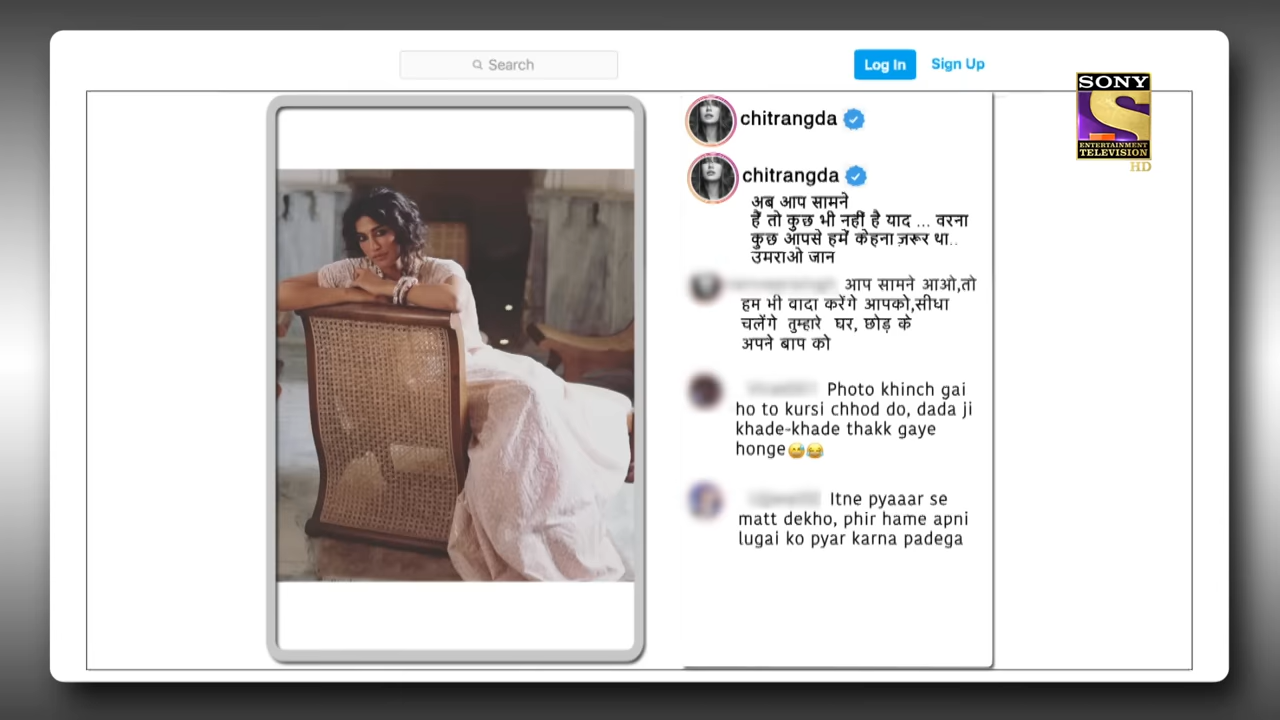 Search
Log In
Sign Up
SONY
ENTERTAINMENT
TELEVISION
HD
chitrangda
chitrangda
अब आप सामने
हैं तो कुछ भी नहीं है याद ... वरना
कुछ आपसे हमें केहना ज़रूर था..
उमराओ जान
आप सामने आओ,तो
हम भी वादा करेंगे आपको,सीधा
चलेंगे तुम्हारे घर, छोड़ के
अपने बाप को
Photo khinch gai
ho to kursi chhod do, dada ji
khade-khade thakk gaye
honge😅😂
Itne pyaaar se
matt dekho, phir hame apni
lugai ko pyar karna padega